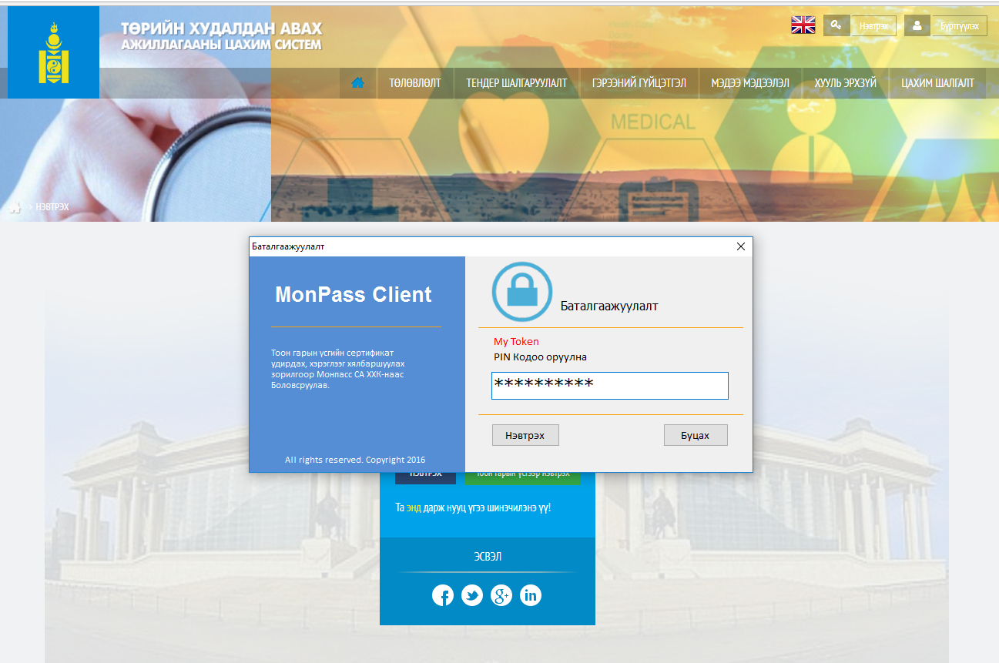 ТӨРИЙН ХУДАЛДАН АВАХ
АЖИЛЛАГААНЫ ЦАХИМ СИСТЕМ
Нэвтрэх
Бүртгүүлэх
ТӨЛӨВЛӨЛТ
ТЕНДЕР ШАЛГАРУУЛАЛТ
ГЭРЭЭНИЙ ГҮЙЦЭТГЭЛ
МЭДЭЭ МЭДЭЭЛЭЛ
ХУУЛЬ ЭРХЗҮЙ
ЦАХИМ ШАЛГАЛТ
MEDICAL
> НЭВТРЭХ
Баталгаажуулалт
MonPass Client
Тоон гарын үсгийн сертификат
удирдах, хэрэглээг хялбаршуулах
зорилгоор Монпасс СА ХХК-наас
Боловсруулав.
All rights reserved. Copyright 2016
Баталгаажуулалт
My Token
PIN Кодоо оруулна
**********
Нэвтрэх
Буцах
НЭВТРЭХ
Тоон гарын үсгээр нэвтрэх
Та энд дарж нууц үгээ шинэчилэнэ үү!
ЭСВЭЛ